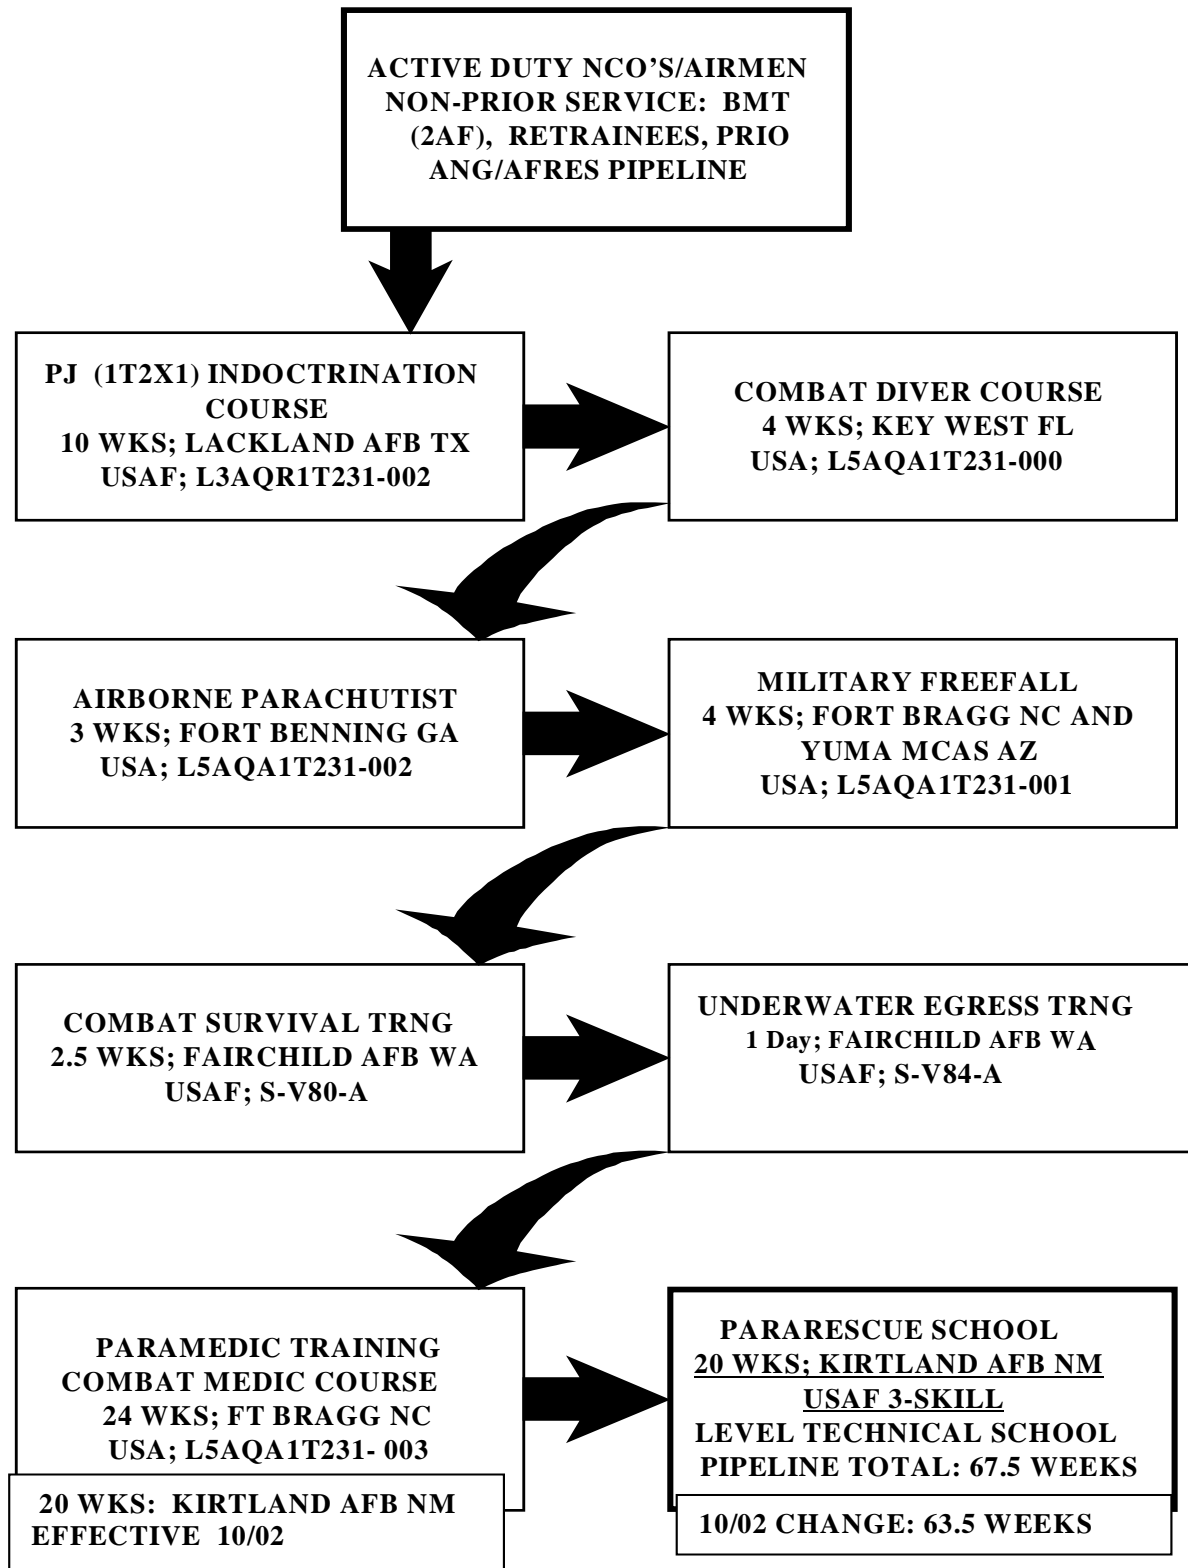 ACTIVE DUTY NCO'S/AIRMEN
NON-PRIOR SERVICE: BMT
(2AF), RETRAINEES, PRIO
ANG/AFRES PIPELINE
PJ (1T2X1) INDOCTRINATION
COURSE
10 WKS; LACKLAND AFB TX
USAF; L3AQR1T231-002
COMBAT DIVER COURSE
4 WKS; KEY WEST FL
USA; L5AQA1T231-000
AIRBORNE PARACHUTIST
3 WKS; FORT BENNING GA
USA; L5AQA1T231-002
MILITARY FREEFALL
4 WKS; FORT BRAGG NC AND
YUMA MCAS AZ
USA; L5AQA1T231-001
COMBAT SURVIVAL TRNG
2.5 WKS; FAIRCHILD AFB WA
USAF; S-V80-A
UNDERWATER EGRESS TRNG
1 Day; FAIRCHILD AFB WA
USAF; S-V84-A
PARAMEDIC TRAINING
COMBAT MEDIC COURSE
24 WKS; FT BRAGG NC
USA; L5AQA1T231- 003
20 WKS: KIRTLAND AFB NM
EFFECTIVE 10/02
PARARESCUE SCHOOL
20 WKS; KIRTLAND AFB NM
USAF 3-SKILL
LEVEL TECHNICAL SCHOOL
PIPELINE TOTAL: 67.5 WEEKS
10/02 CHANGE: 63.5 WEEKS